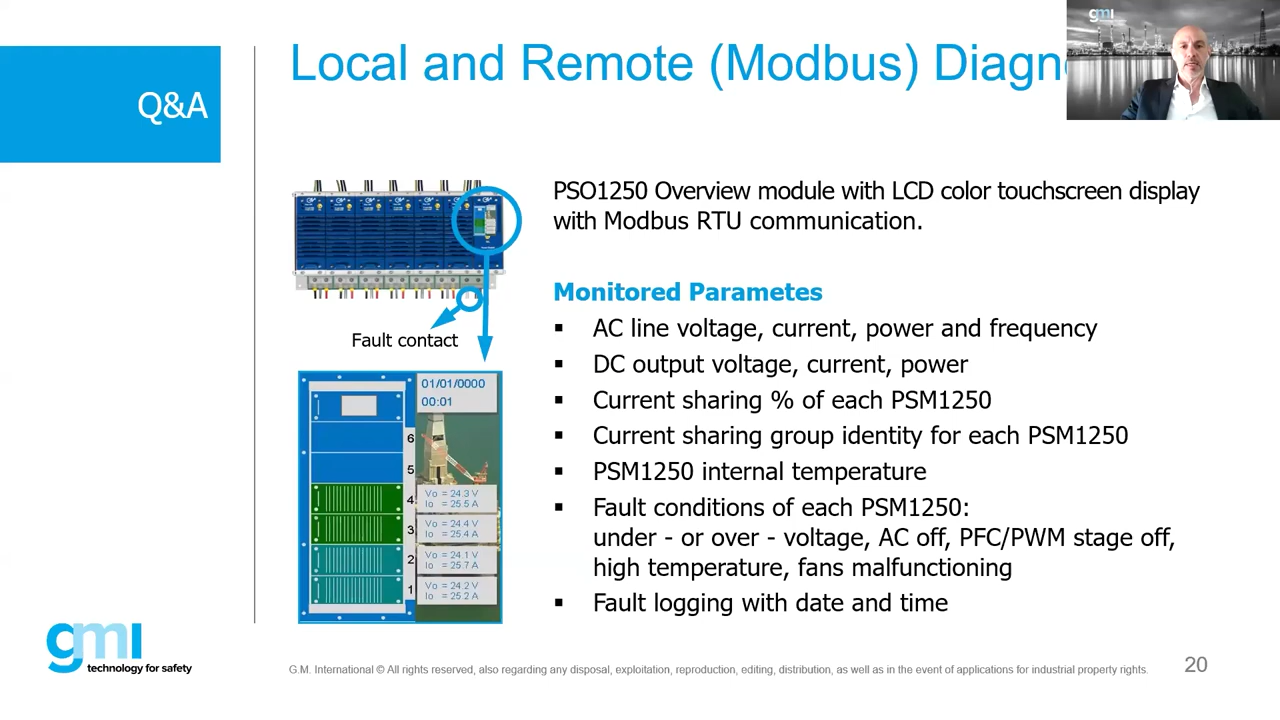 Q&A
Local and Remote (Modbus) Diagn
gmi
PSO1250 Overview module with LCD color touchscreen display
with Modbus RTU communication.
Fault contact
Monitored Parametes
▪ AC line voltage, current, power and frequency
▪ DC output voltage, current, power
▪ Current sharing % of each PSM1250
▪ Current sharing group identity for each PSM1250
▪ PSM1250 internal temperature
▪ Fault conditions of each PSM1250:
under - or over - voltage, AC off, PFC/PWM stage off,
high temperature, fans malfunctioning
▪ Fault logging with date and time
01/01/0000
00:01
6
5
4
Vo = 24.3 V
Io = 25.5 A
3
Vo = 24.4 V
Io = 25.4 A
2
Vo = 24.1 V
Io = 25.7 A
1
Vo = 24.2 V
Io = 25.2 A
gmi
technology for safety
G.M. International © All rights reserved, also regarding any disposal, exploitation, reproduction, editing, distribution, as well as in the event of applications for industrial property rights.
20